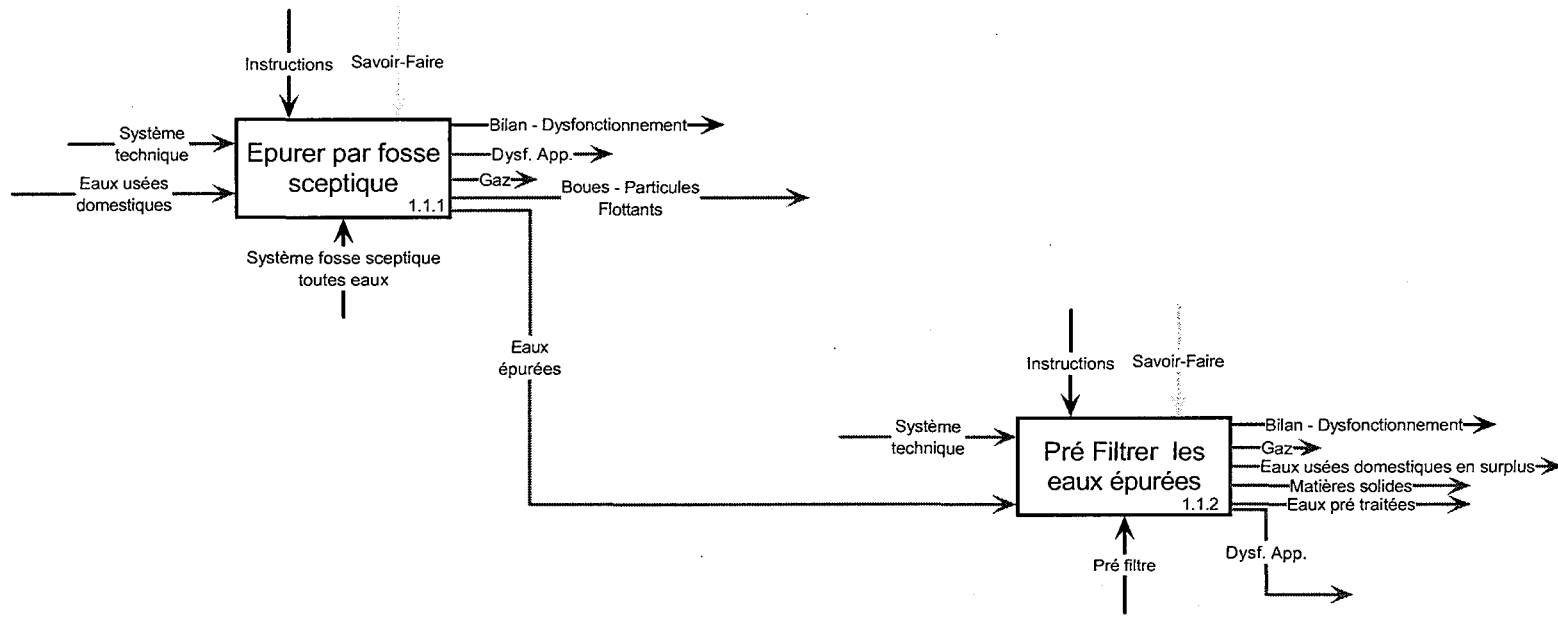 Instructions
Savoir-Faire
Système
technique
Eaux usées
domestiques
Epurer par fosse
sceptique
1.1.1
Bilan - Dysfonctionnement
Dysf. App.
Gaz
Boues - Particules
Flottants
Système fosse sceptique
toutes eaux
Eaux
épurées
Instructions
Savoir-Faire
Système
technique
Pré Filtrer les
eaux épurées
1.1.2
Bilan - Dysfonctionnement
Gaz
Eaux usées domestiques en surplus
Matières solides
Eaux pré traitées
Dysf. App.
Pré filtre